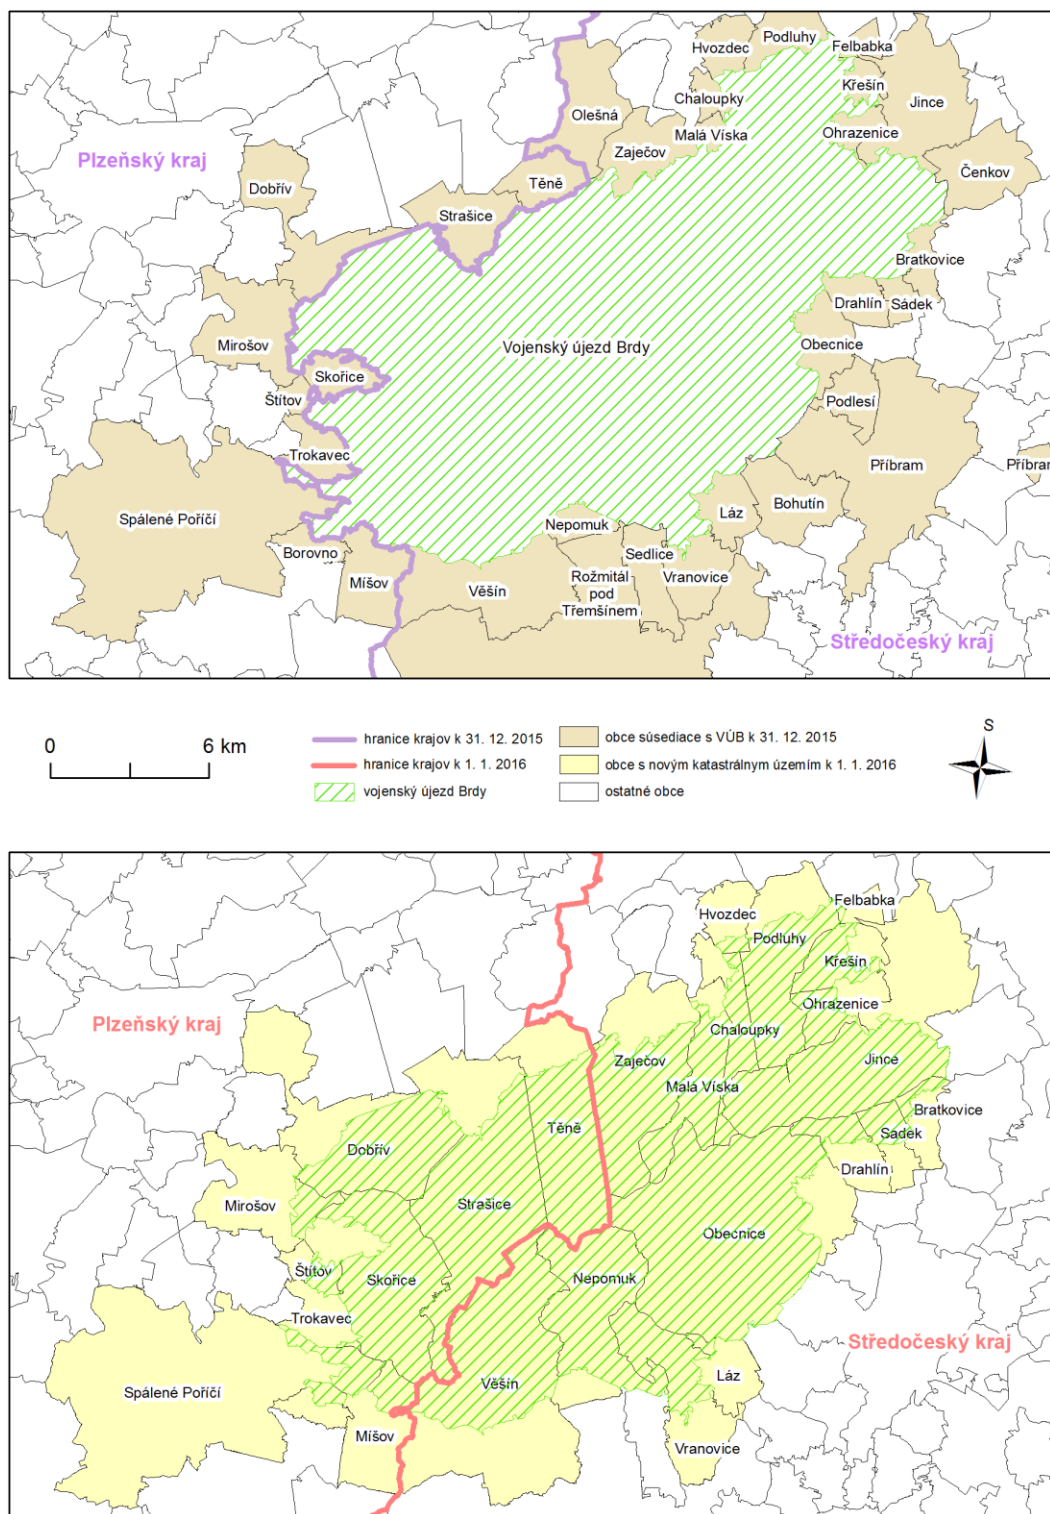 Podluhy
Hvozdec
Felbabka
Křešín
Chaloupky
Jince
Olešná
Malá Víska
Ohrazenice
Zaječov
Plzeňský kraj
Čenkov
Těně
Dobřív
Strašice
Bratkovice
Drahlín
Sádek
Mirošov
Vojenský újezd Brdy
Obecnice
Skořice
Štítov
Podlesí
Trokavec
Příbram
Příbram
Spálené Poříčí
Bohutín
Láz
Nepomuk
Borovno
Sedlice
Míšov
Věšín
Rožmitál
pod
Třemšínem
Vranovice
Středočeský kraj
0
6 km
hranice krajov k 31. 12. 2015
hranice krajov k 1. 1. 2016
vojenský újezd Brdy
obce súsediace s VÚB k 31. 12. 2015
obce s novým katastrálnym územím k 1. 1. 2016
ostatné obce
S
Felbabka
Hvozdec
Podluhy
Křešín
Ohrazenice
Plzeňský kraj
Chaloupky
Zaječov
Jince
Malá Víska
Bratkovice
Těně
Sádek
Dobřív
Drahlín
Mirošov
Strašice
Obecnice
Štítov
Skořice
Nepomuk
Trokavec
Středočeský kraj
Láz
Spálené Poříčí
Věšín
Míšov
Vranovice